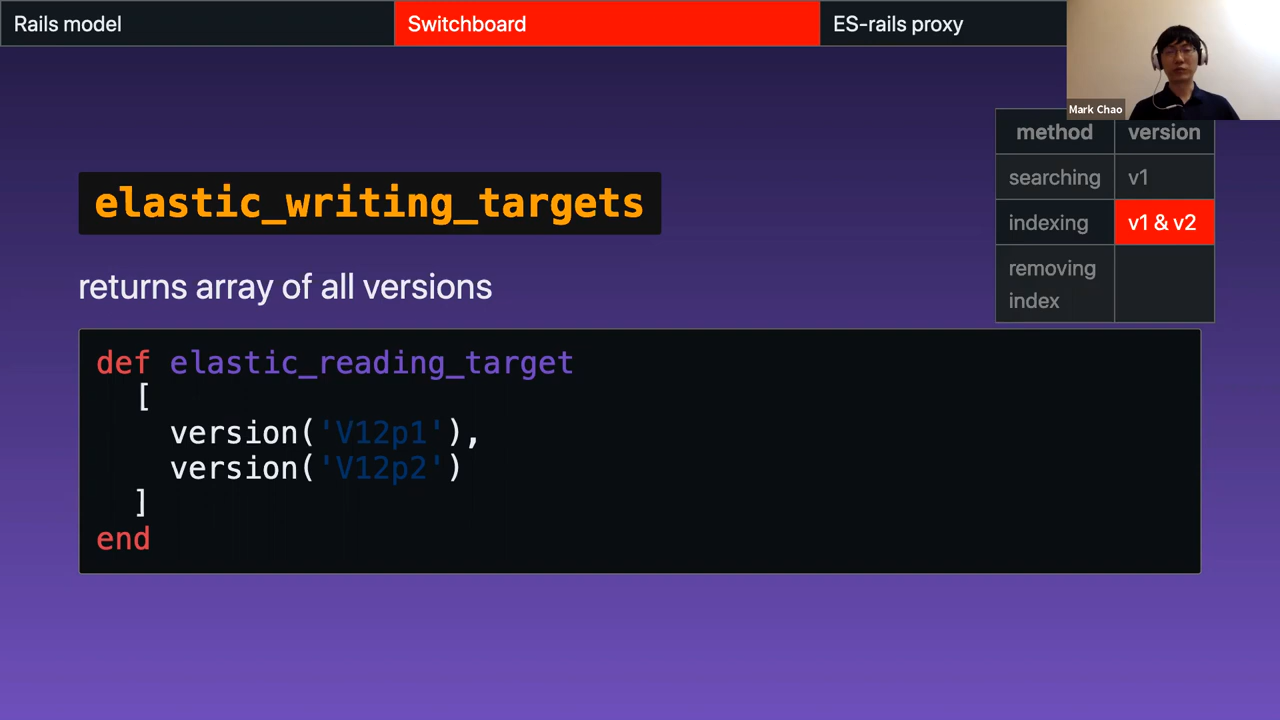 Rails model
Switchboard
ES-rails proxy
Mark Chao
method version
searching v1
indexing v1 & v2
removing
index
elastic_writing_targets
returns array of all versions
def elastic_reading_target
[
version('V12p1'),
version('V12p2')
]
end